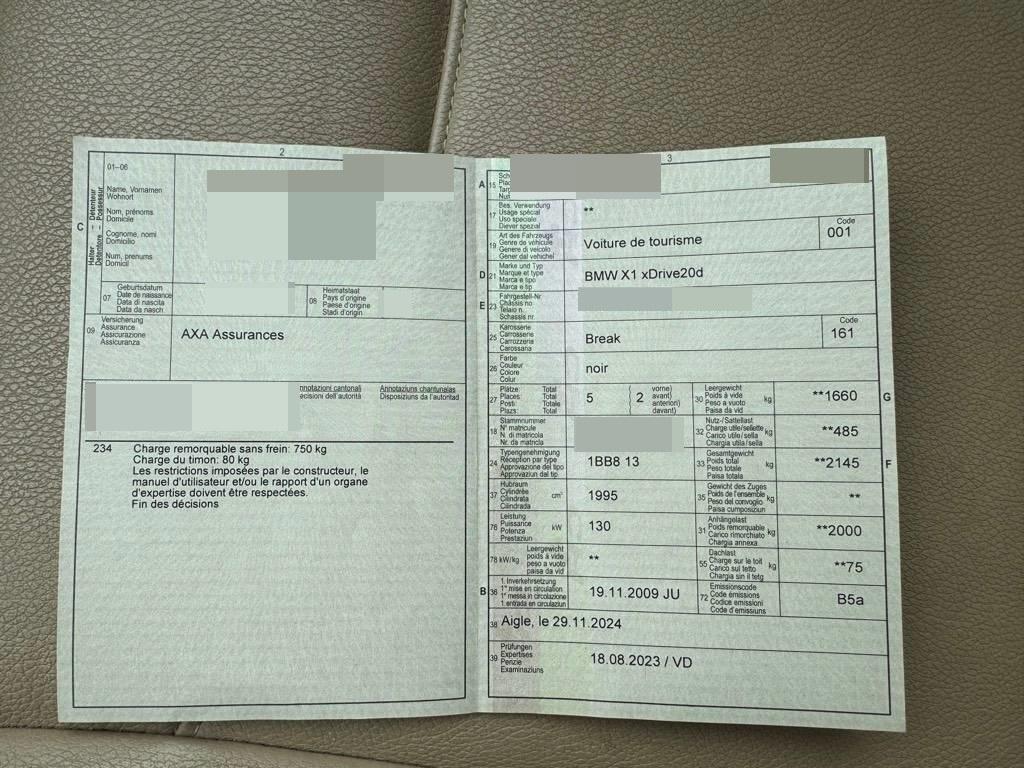 2
01–06
Name, Vornamen
Wohnort
Nom, prénoms
Domicile
Cognome, nomi
Domicilio
Num, prenums
Domicil
C
Halter – Détenteur
Detentore – Possessur
07
Geburtsdatum
Date de naissance
Data di nascita
Data da nasch.
08
Heimatstaat
Pays d'origine
Paese d'origine
Stadi d'origin
09
Versicherung
Assurance
Assicurazione
Assicuranza
AXA Assurances
nnotazioni cantonali
ecisioni dell'autorità
Annotaziuns chantunalas
Disposiziuns da l'autoritad
234 Charge remorquable sans frein: 750 kg
Charge du timon: 80 kg
Les restrictions imposées par le constructeur, le
manuel d'utilisateur et/ou le rapport d'un organe
d'expertise doivent être respectées.
Fin des décisions
3
A 15
17
Bes. Verwendung
Usage spécial
Uso speciale
Diever spezial
**
19
Art des Fahrzeugs
Genre de véhicule
Genere di veicolo
Gener dal vehichel
Voiture de tourisme
Code
001
D 21
Marke und Typ
Marque et type
Marca e tipo
Marca e tip
BMW X1 xDrive20d
E 23
Fahrgestell-Nr.
Châssis no
Telaio n.
Schassis nr.
25
Karosserie
Carrosserie
Carrozzeria
Carossaria
Break
Code
161
26
Farbe
Couleur
Colore
Colur
noir
27
Plätze: Total
Places: Total
Posti: Totale
Plazs: Total
5
( 2
vorne)
avant)
anteriori)
davant)
30
Leergewicht
Poids à vide
Peso a vuoto
Paisa da vid
kg
**1660
G
18
Stammnummer
N° matricule
N. di matricola
Nr. da matricla
32
Nutz-/Sattellast
Charge utile/sellette
Carico utile/sella
Chargia utila/sella
kg
**485
24
Typengenehmigung
Réception par type
Approvazione del tipo
Approvaziun dal tip
1BB8 13
33
Gesamtgewicht
Poids total
Peso totale
Paisa totala
kg
**2145
F
37
Hubraum
Cylindrée
Cilindrata
Cilindrada
cm³
1995
35
Gewicht des Zuges
Poids de l'ensemble
Peso del convoglio
Paisa cumposiziun
kg
**
76
Leistung
Puissance
Potenza
Prestaziun
kW
130
31
Anhängelast
Poids remorquable
Carico rimorchiato
Chargia annexa
kg
**2000
78 kW/kg
Leergewicht
poids à vide
peso a vuoto
paisa da vid
**
55
Dachlast
Charge sur le toit
Carico sul tetto
Chargia sin il tetg
kg
**75
B 36
1. Inverkehrsetzung
1re mise en circulation
1a messa in circolazione
1. entrada en circulaziun
19.11.2009 JU
72
Emissionscode
Code émissions
Codice emissioni
Code d'emissiuns
B5a
38 Aigle, le 29.11.2024
39
Prüfungen
Expertises
Perizie
Examinaziuns
18.08.2023 / VD